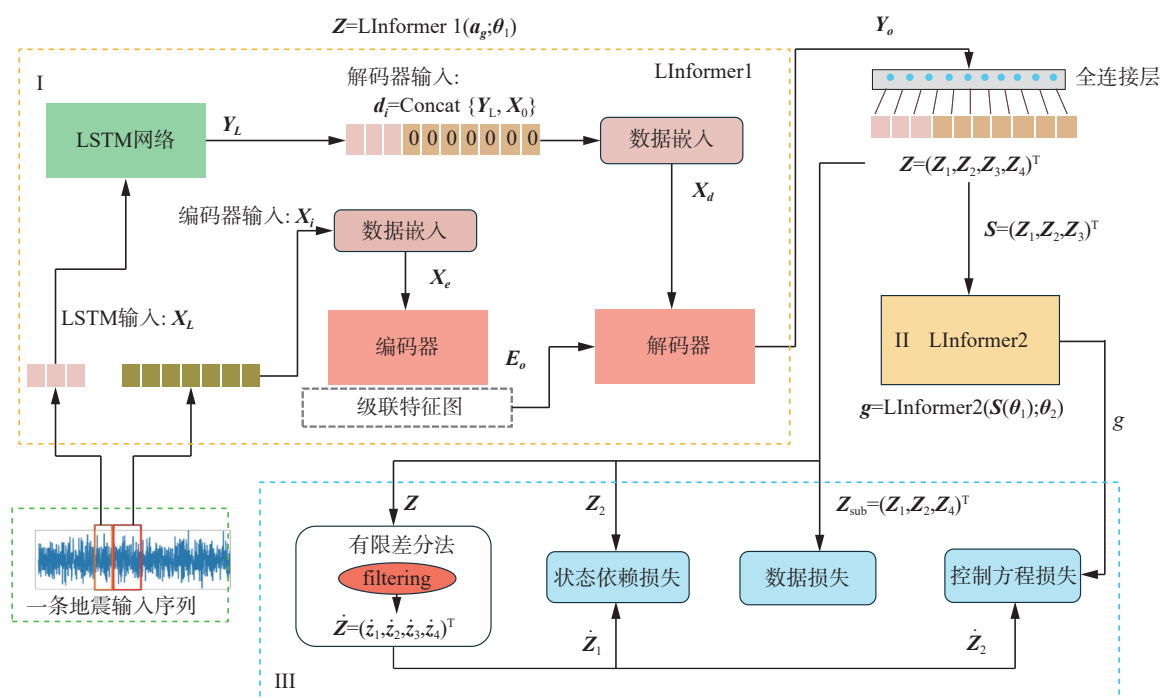 Z=LInformer 1(a_g;θ_1)
Y_o
I
解码器输入:
LInformer1
全连接层
d_i=Concat {Y_L, X_0}
LSTM网络
Y_L
0 0 0 0 0 0 0
数据嵌入
Z=(Z_1,Z_2,Z_3,Z_4)^T
X_d
编码器输入: X_i
数据嵌入
S=(Z_1,Z_2,Z_3)^T
X_e
LSTM输入: X_L
编码器
E_o
解码器
II LInformer2
级联特征图
g=LInformer2(S(θ_1);θ_2)
g
Z
Z_2
Z_sub=(Z_1,Z_2,Z_4)^T
有限差分法
filtering
状态依赖损失
数据损失
控制方程损失
一条地震输入序列
Ż=(ż_1,ż_2,ż_3,ż_4)^T
Ż_1
Ż_2
III